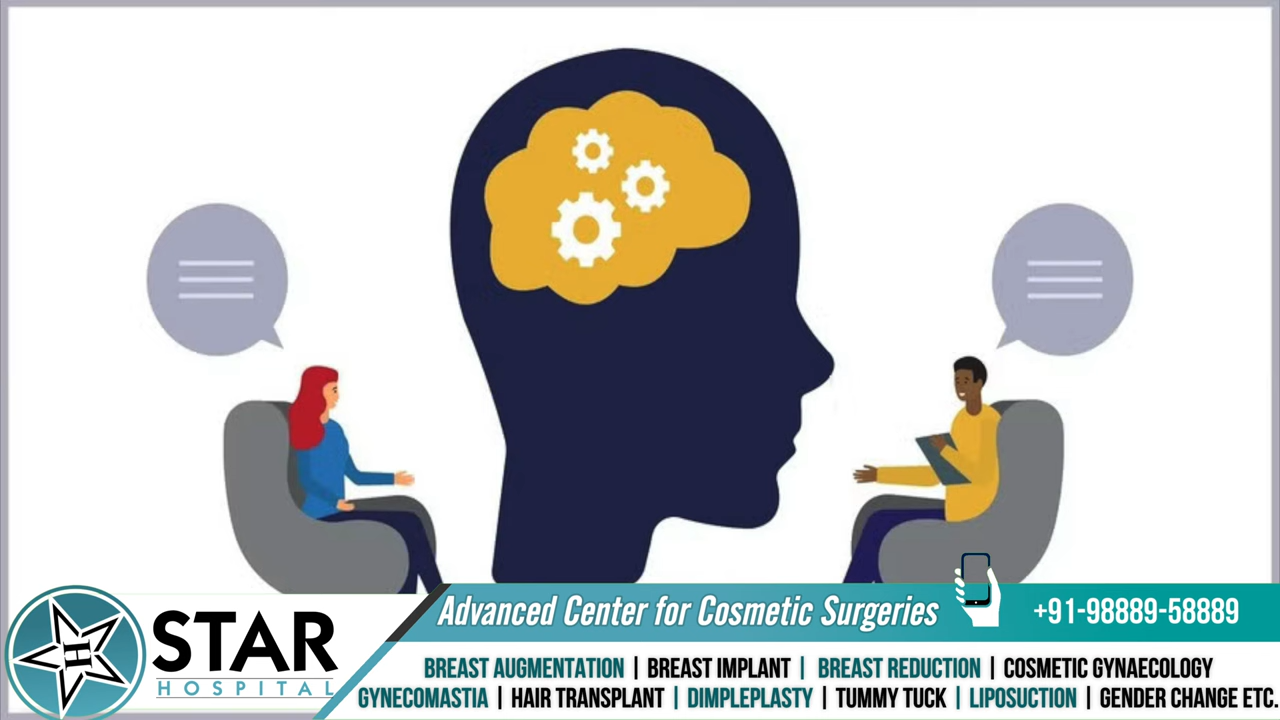 STAR
HOSPITAL
H
Advanced Center for Cosmetic Surgeries
+91-98889-58889
BREAST AUGMENTATION | BREAST IMPLANT | BREAST REDUCTION | COSMETIC GYNAECOLOGY
GYNECOMASTIA | HAIR TRANSPLANT | DIMPLEPLASTY | TUMMY TUCK | LIPOSUCTION | GENDER CHANGE ETC.